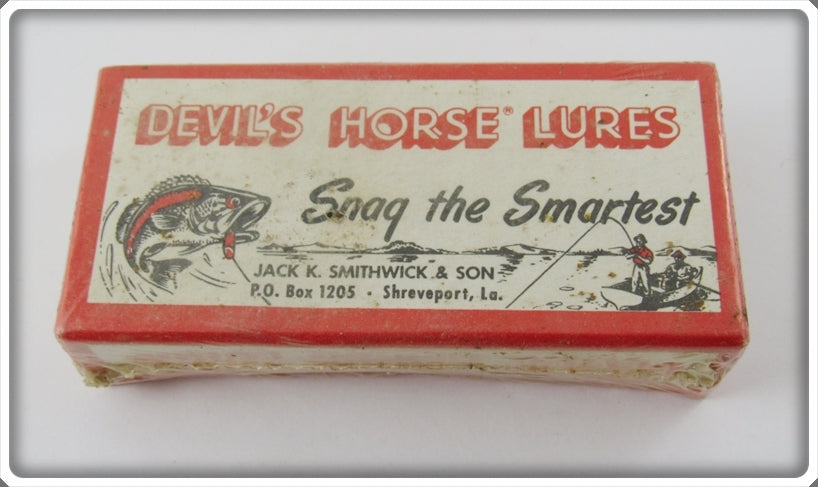 DEVIL'S HORSE® LURES
Snag the Smartest
JACK K. SMITHWICK & SON
P.O. Box 1205 - Shreveport, La.